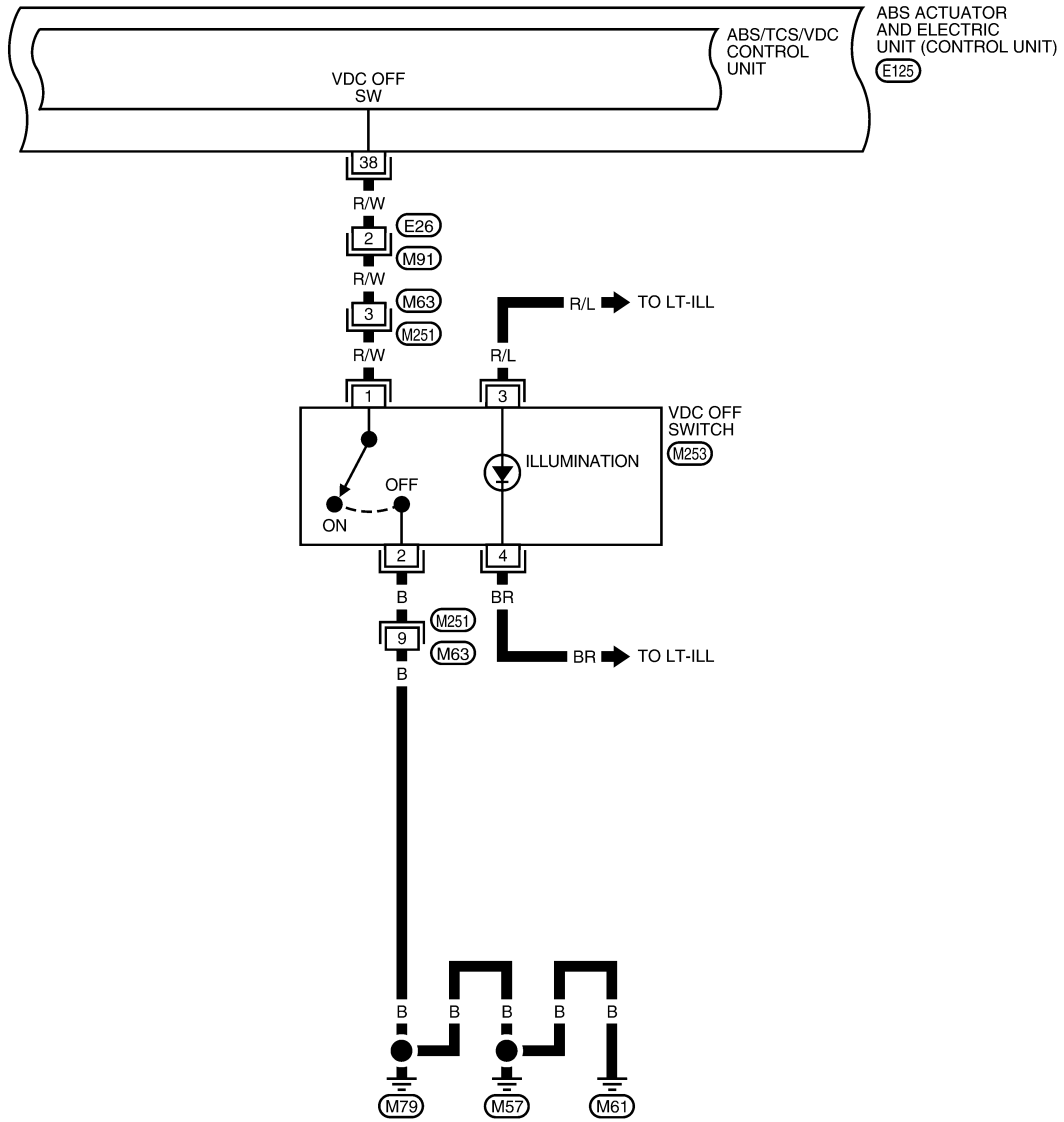 ABS ACTUATOR
AND ELECTRIC
UNIT (CONTROL UNIT)
E125
ABS/TCS/VDC
CONTROL
UNIT
VDC OFF
SW
38
R/W
2
E26
M91
R/W
3
M63
M251
R/W
R/L
TO LT-ILL
R/L
1
3
VDC OFF
SWITCH
M253
ILLUMINATION
OFF
ON
2
4
B
BR
9
M251
M63
BR
TO LT-ILL
B
B
B
B
B
B
M79
M57
M61